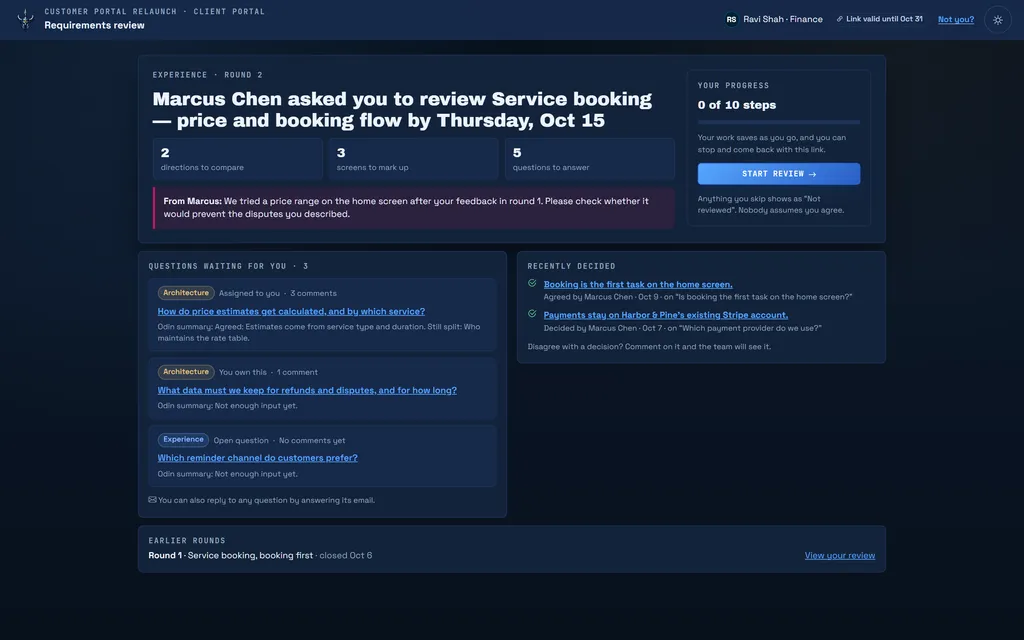 CUSTOMER PORTAL RELAUNCH · CLIENT PORTAL
Requirements review
RS Ravi Shah · Finance
Link valid until Oct 31
Not you?
EXPERIENCE · ROUND 2
Marcus Chen asked you to review Service booking
— price and booking flow by Thursday, Oct 15
2
directions to compare
3
screens to mark up
5
questions to answer
From Marcus: We tried a price range on the home screen after your feedback in round 1. Please check whether it
would prevent the disputes you described.
YOUR PROGRESS
0 of 10 steps
Your work saves as you go, and you can
stop and come back with this link.
START REVIEW →
Anything you skip shows as "Not
reviewed". Nobody assumes you agree.
QUESTIONS WAITING FOR YOU · 3
Architecture Assigned to you · 3 comments
How do price estimates get calculated, and by which service?
Odin summary: Agreed: Estimates come from service type and duration. Still split: Who
maintains the rate table.
Architecture You own this · 1 comment
What data must we keep for refunds and disputes, and for how long?
Odin summary: Not enough input yet.
Experience Open question · No comments yet
Which reminder channel do customers prefer?
Odin summary: Not enough input yet.
You can also reply to any question by answering its email.
RECENTLY DECIDED
Booking is the first task on the home screen.
Agreed by Marcus Chen · Oct 9 · on "Is booking the first task on the home screen?"
Payments stay on Harbor & Pine's existing Stripe account.
Decided by Marcus Chen · Oct 7 · on "Which payment provider do we use?"
Disagree with a decision? Comment on it and the team will see it.
EARLIER ROUNDS
Round 1 · Service booking, booking first · closed Oct 6
View your review